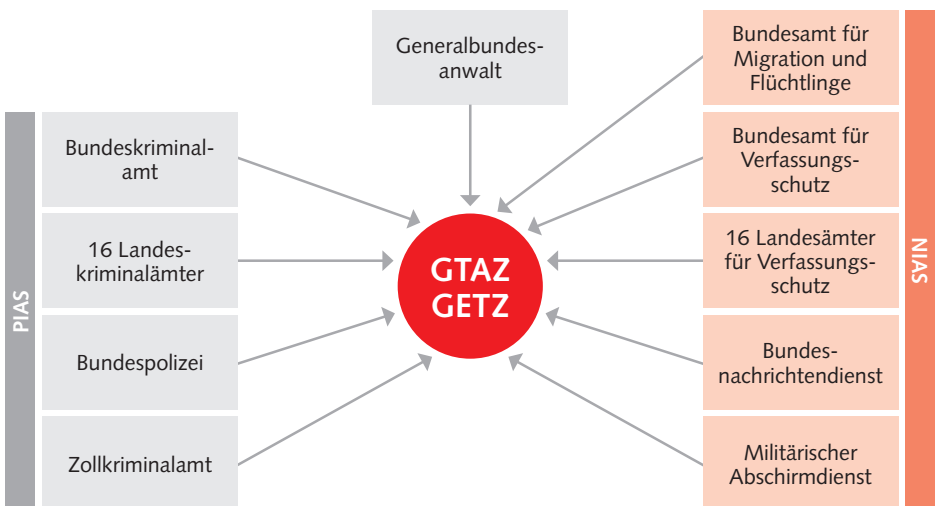 Generalbundes-
anwalt
PIAS
Bundeskriminal-
amt
16 Landes-
kriminalämter
Bundespolizei
Zollkriminalamt
GTAZ
GETZ
Bundesamt für
Migration und
Flüchtlinge
Bundesamt für
Verfassungs-
schutz
16 Landesämter
für Verfassungs-
schutz
Bundes-
nachrichtendienst
Militärischer
Abschirmdienst
NIAS